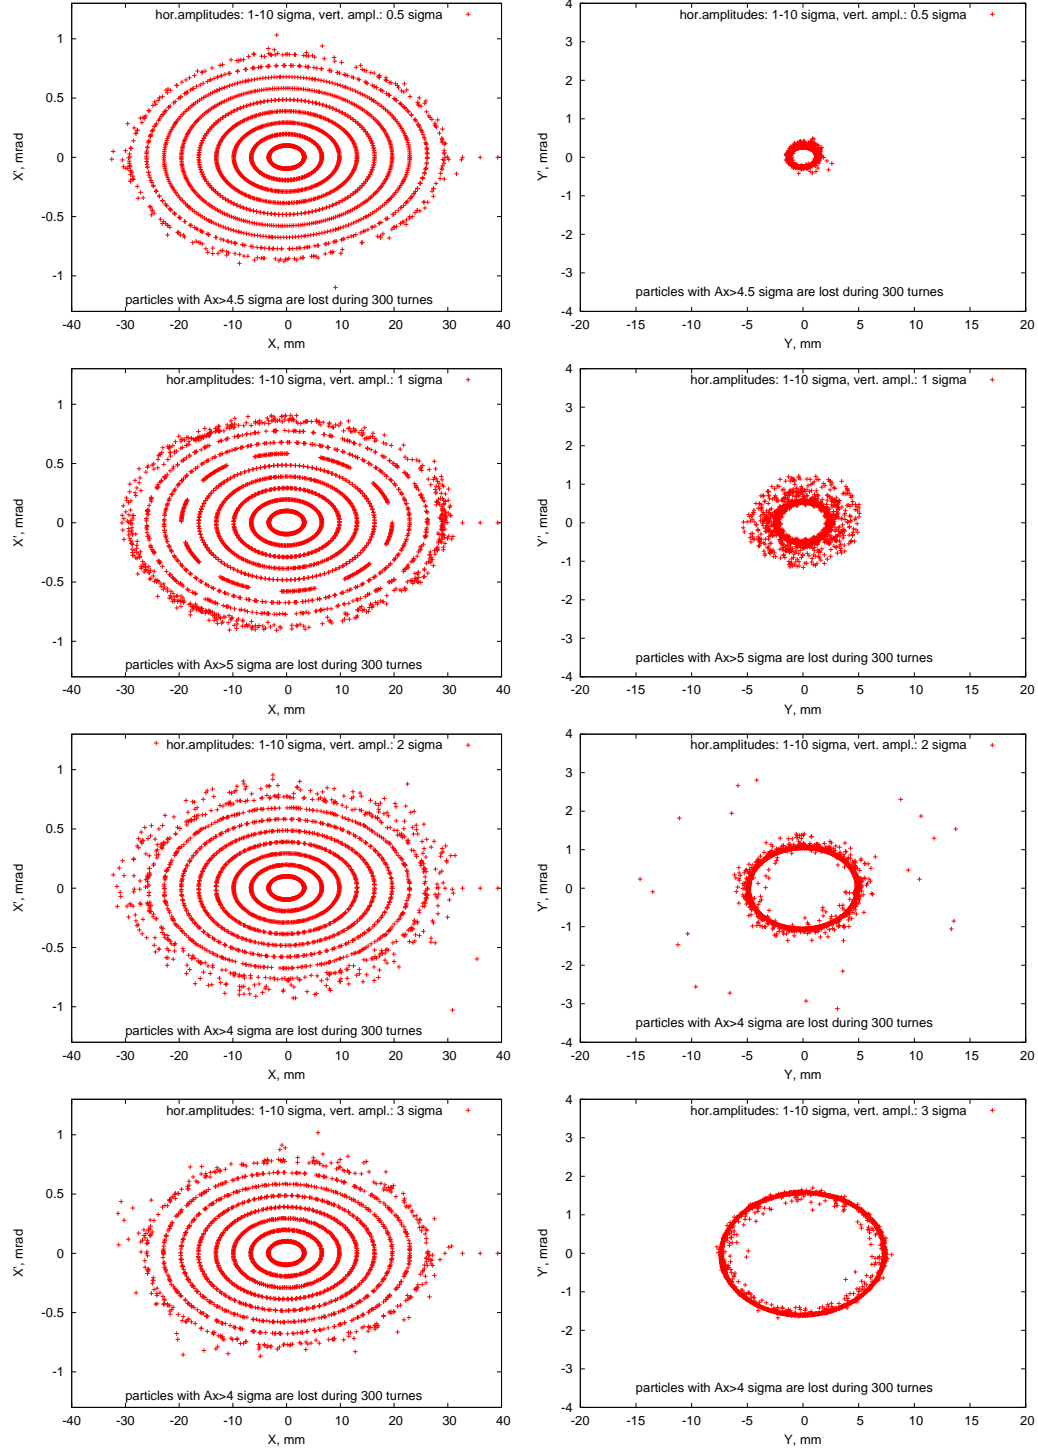 hor.amplitudes: 1-10 sigma, vert. ampl.: 0.5 sigma
1
0.5
0
-0.5
-1
X', mrad
particles with Ax>4.5 sigma are lost during 300 turnes
-40 -30 -20 -10 0 10 20 30 40
X, mm
hor.amplitudes: 1-10 sigma, vert. ampl.: 0.5 sigma
4
3
2
1
0
-1
-2
-3
-4
Y', mrad
particles with Ax>4.5 sigma are lost during 300 turnes
-20 -15 -10 -5 0 5 10 15 20
Y, mm
hor.amplitudes: 1-10 sigma, vert. ampl.: 1 sigma
1
0.5
0
-0.5
-1
X', mrad
particles with Ax>5 sigma are lost during 300 turnes
-40 -30 -20 -10 0 10 20 30 40
X, mm
hor.amplitudes: 1-10 sigma, vert. ampl.: 1 sigma
4
3
2
1
0
-1
-2
-3
-4
Y', mrad
particles with Ax>5 sigma are lost during 300 turnes
-20 -15 -10 -5 0 5 10 15 20
Y, mm
hor.amplitudes: 1-10 sigma, vert. ampl.: 2 sigma
1
0.5
0
-0.5
-1
X', mrad
particles with Ax>4 sigma are lost during 300 turnes
-40 -30 -20 -10 0 10 20 30 40
X, mm
hor.amplitudes: 1-10 sigma, vert. ampl.: 2 sigma
4
3
2
1
0
-1
-2
-3
-4
Y', mrad
particles with Ax>4 sigma are lost during 300 turnes
-20 -15 -10 -5 0 5 10 15 20
Y, mm
hor.amplitudes: 1-10 sigma, vert. ampl.: 3 sigma
1
0.5
0
-0.5
-1
X', mrad
particles with Ax>4 sigma are lost during 300 turnes
-40 -30 -20 -10 0 10 20 30 40
X, mm
hor.amplitudes: 1-10 sigma, vert. ampl.: 3 sigma
4
3
2
1
0
-1
-2
-3
-4
Y', mrad
particles with Ax>4 sigma are lost during 300 turnes
-20 -15 -10 -5 0 5 10 15 20
Y, mm